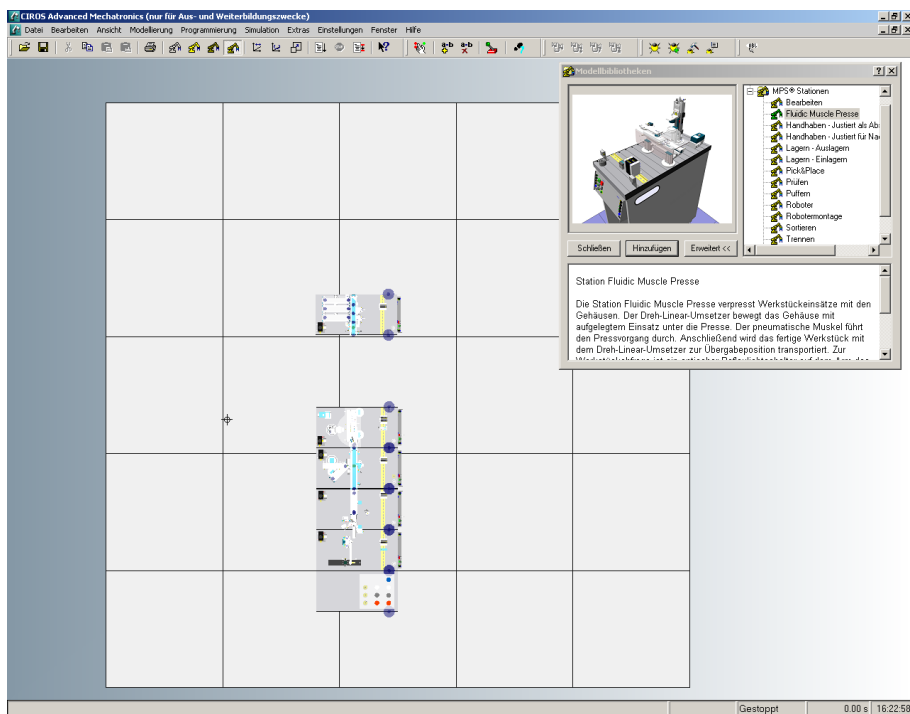 CIROS Advanced Mechatronics (nur für Aus- und Weiterbildungszwecke)
Datei Bearbeiten Ansicht Modellierung Programmierung Simulation Extras Einstellungen Fenster Hilfe
Modellbibliotheken
MPS® Stationen
Bearbeiten
Fluidic Muscle Presse
Handhaben - Justiert als Ab
Handhaben - Justiert für Na
Lagern - Auslagern
Lagern - Einlagern
Pick&Place
Prüfen
Puffern
Roboter
Robotermontage
Sortieren
Trennen
Schließen Hinzufügen Erweitert <<
Station Fluidic Muscle Presse
Die Station Fluidic Muscle Presse verpresst Werkstückeinsätze mit den
Gehäusen. Der Dreh-Linear-Umsetzer bewegt das Gehäuse mit
aufgelegtem Einsatz unter die Presse. Der pneumatische Muskel führt
den Pressvorgang durch. Anschließend wird das fertige Werkstück mit
dem Dreh-Linear-Umsetzer zur Übergabeposition transportiert. Zur
Gestoppt 0.00 s 16:22:58